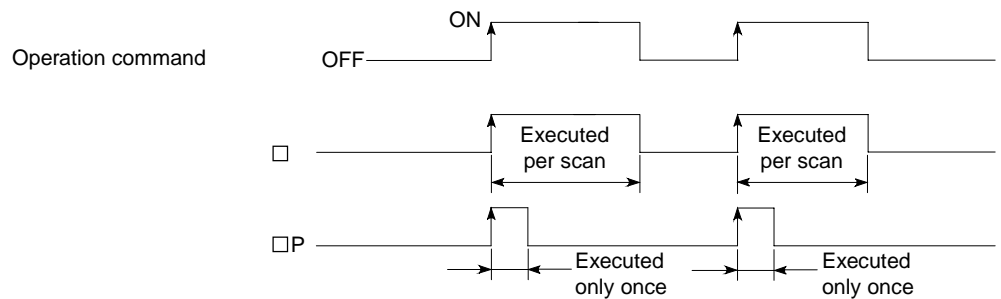 ON
Operation command OFF
□ Executed per scan Executed per scan
□P
Executed only once Executed only once